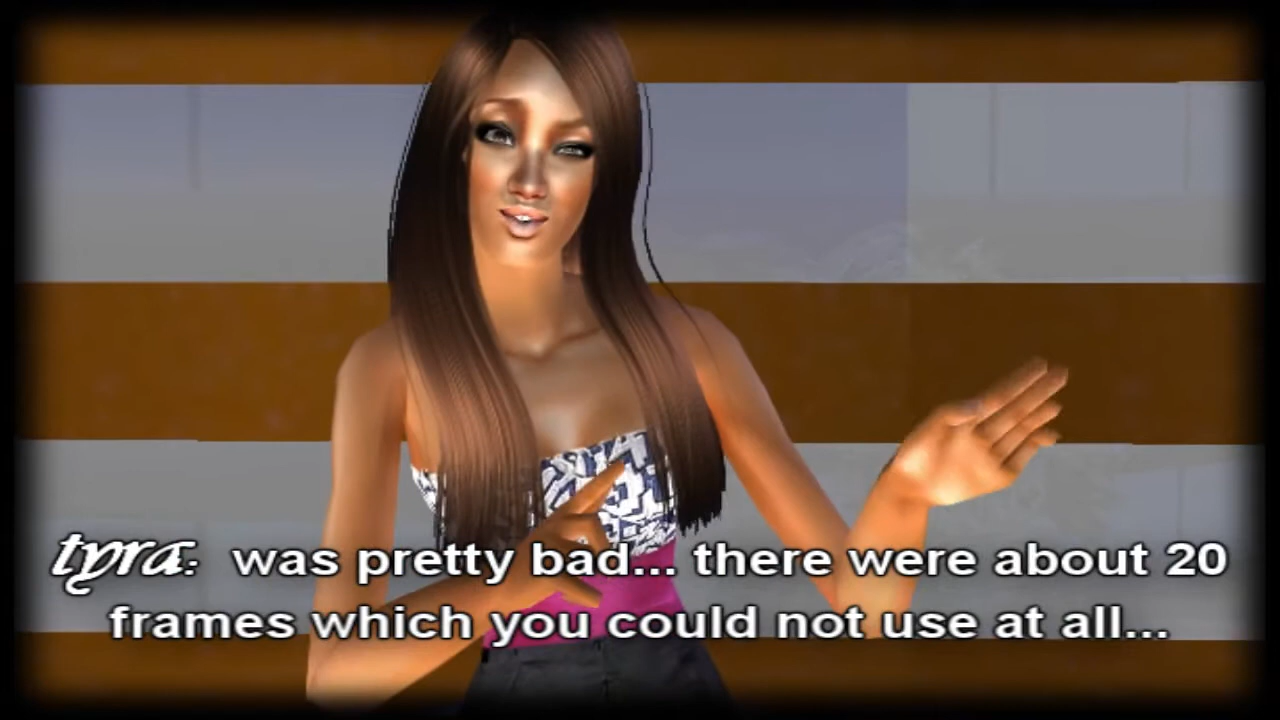 tyra: was pretty bad... there were about 20
frames which you could not use at all...